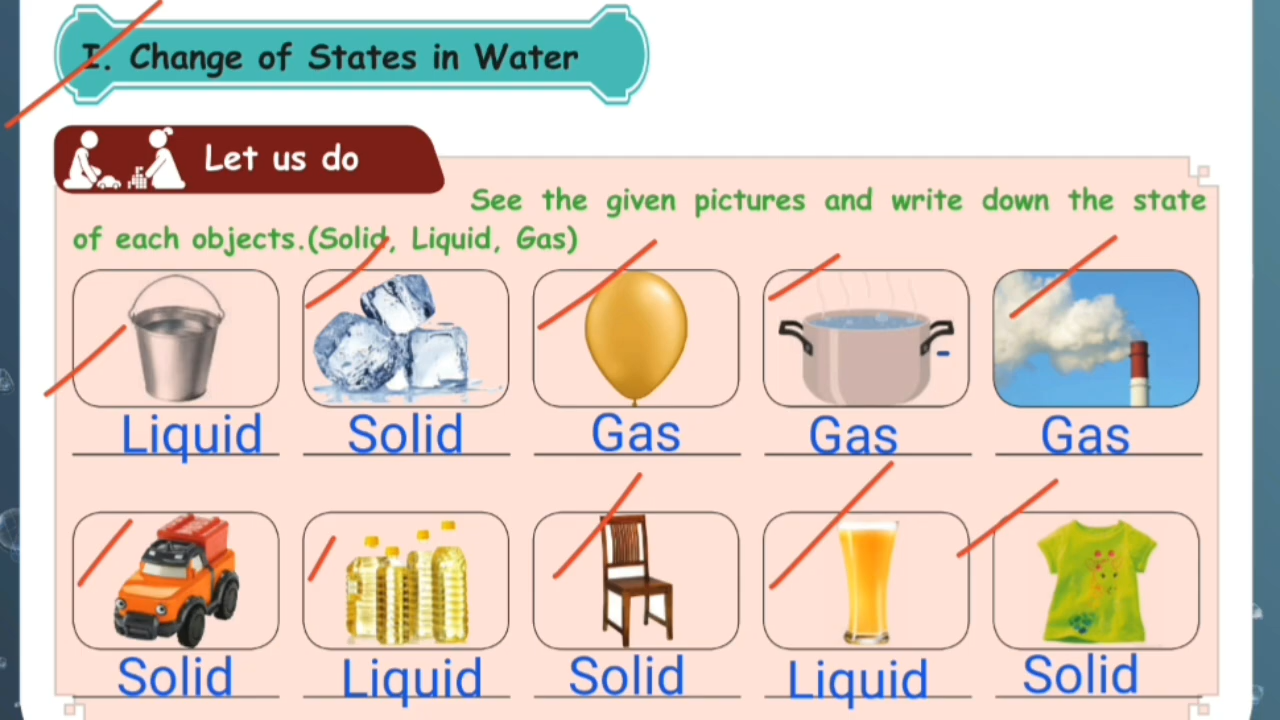 I. Change of States in Water
Let us do
See the given pictures and write down the state
of each objects.(Solid, Liquid, Gas)
Liquid Solid Gas Gas Gas
Solid Liquid Solid Liquid Solid